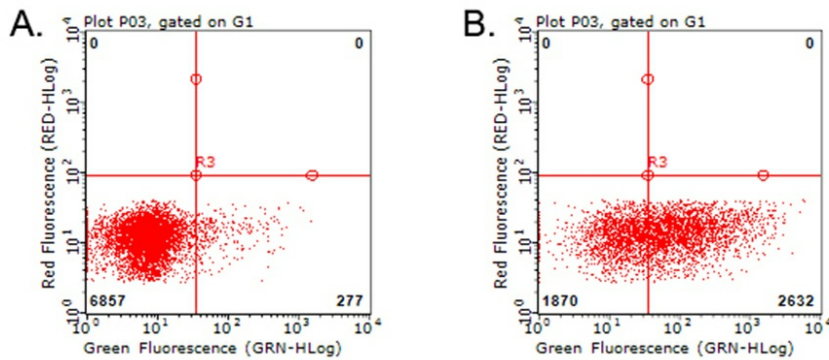 A.
Plot P03, gated on G1
Red Fluorescence (RED-HLog)
10^4
10^3
10^2
10^1
10^0
0
0
R3
6857
277
10^0 10^1 10^2 10^3 10^4
Green Fluorescence (GRN-HLog)
B.
Plot P03, gated on G1
Red Fluorescence (RED-HLog)
10^4
10^3
10^2
10^1
10^0
0
0
R3
1870
2632
10^0 10^1 10^2 10^3 10^4
Green Fluorescence (GRN-HLog)